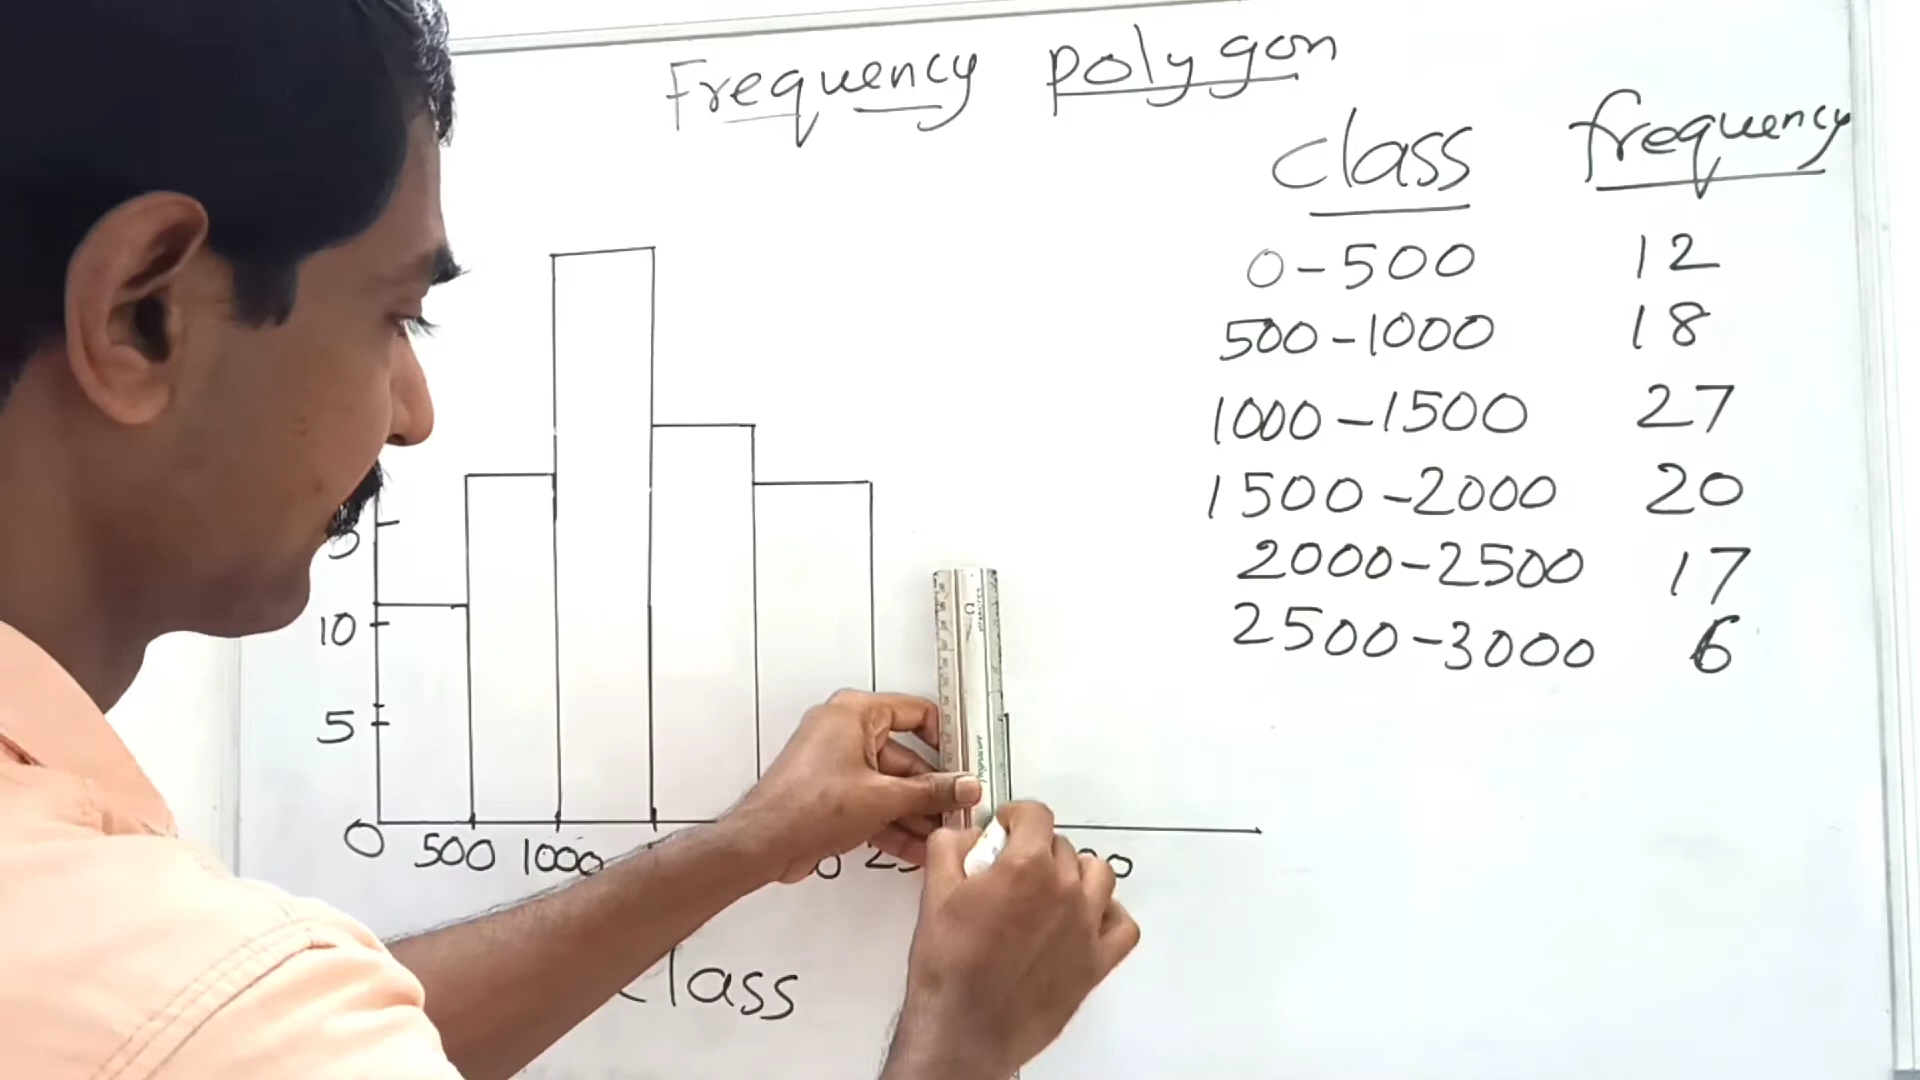 Frequency polygon
class frequency
0-500 12
500-1000 18
1000-1500 27
1500-2000 20
2000-2500 17
2500-3000 6
10
5
0 500 1000
class